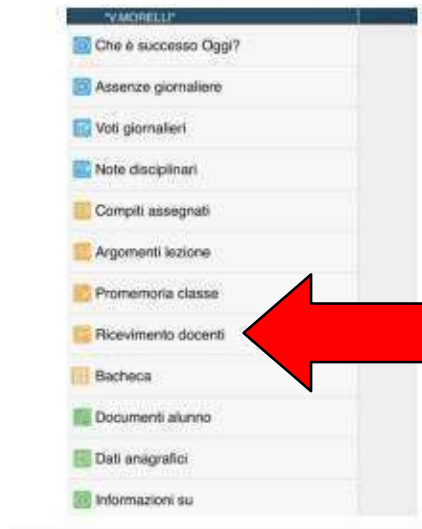 "V.MORELLI"
Che è successo Oggi?
Assenze giornaliere
Voti giornalieri
Note disciplinari
Compiti assegnati
Argomenti lezione
Promemoria classe
Ricevimento docenti
Bacheca
Documenti alunno
Dati anagrafici
Informazioni su